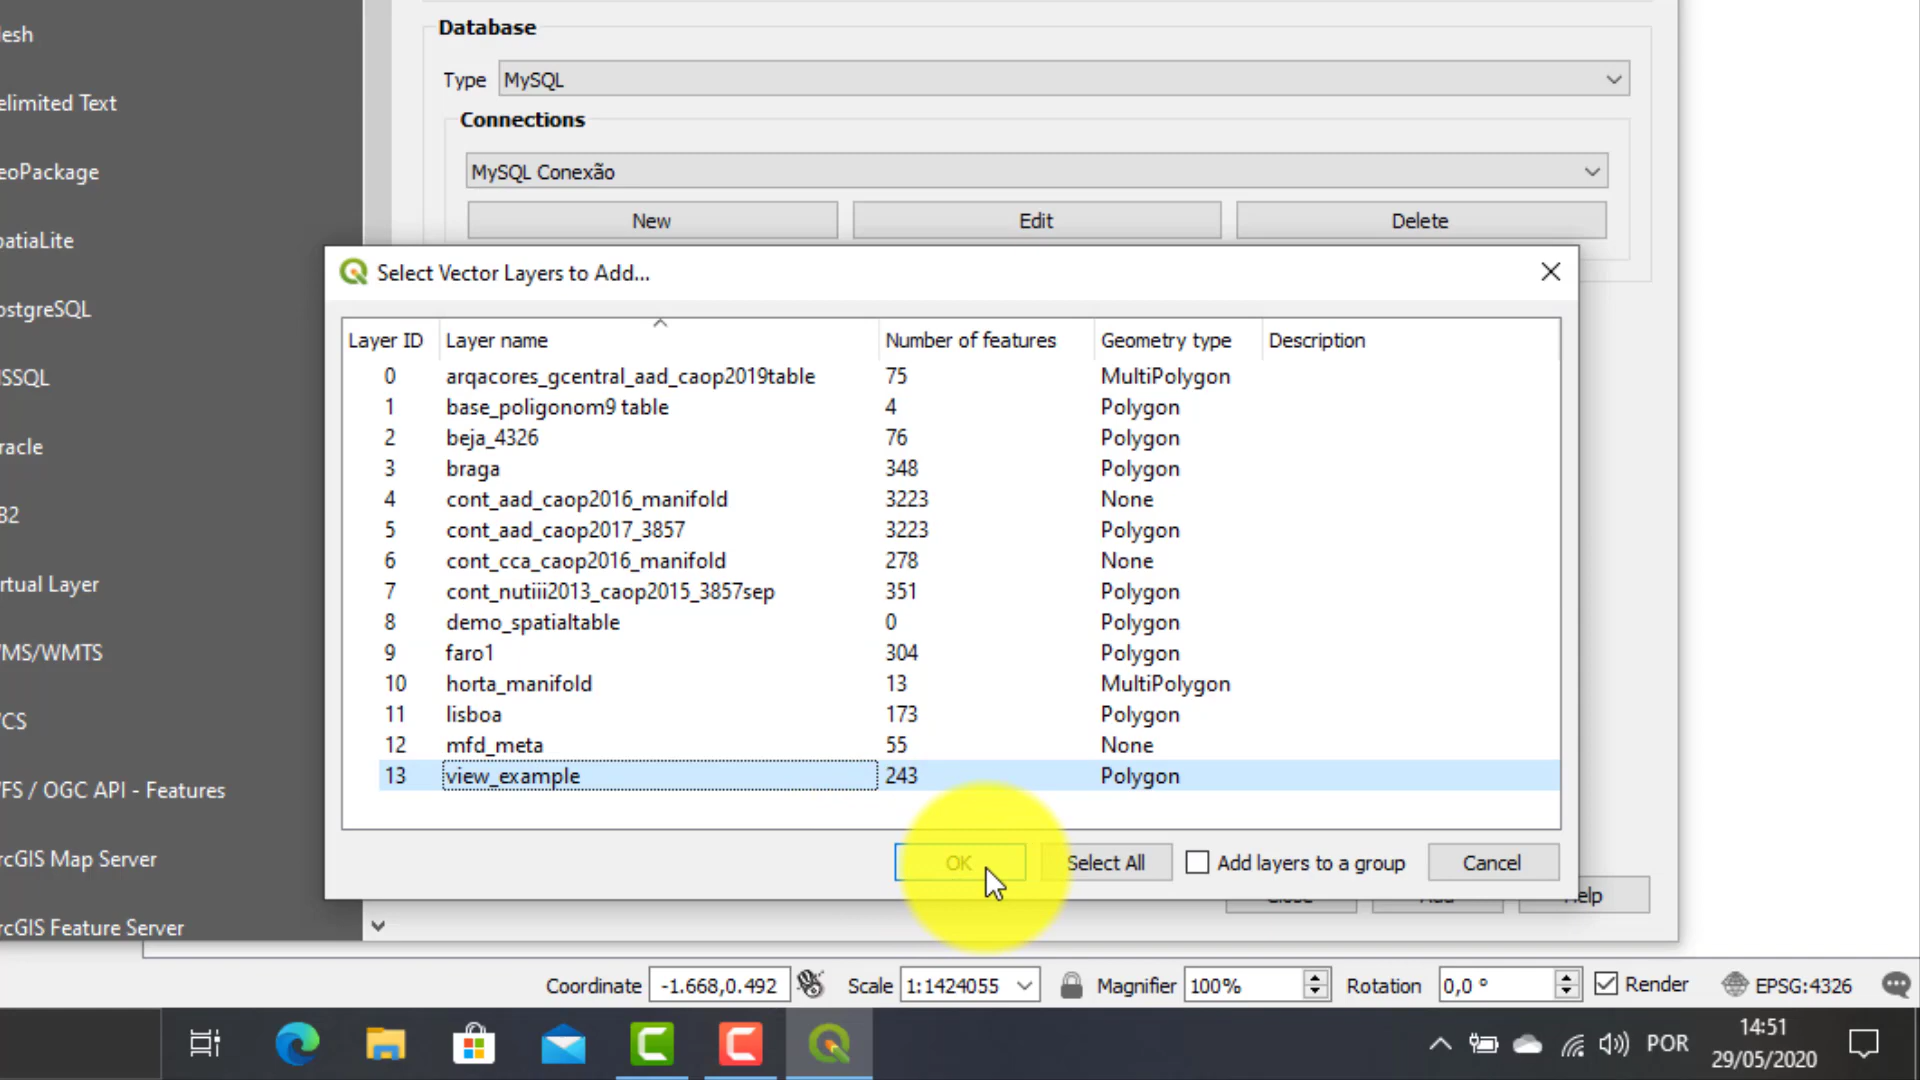 Database
Type MySQL
Connections
MySQL Conexão
New Edit Delete
esh
elimited Text
eoPackage
patiaLite
ostgreSQL
SSQL
racle
B2
rtual Layer
MS/WMTS
CS
FS / OGC API - Features
rcGIS Map Server
rcGIS Feature Server
Select Vector Layers to Add...
Layer ID Layer name Number of features Geometry type Description
0 arqacores_gcentral_aad_caop2019table 75 MultiPolygon
1 base_poligonom9 table 4 Polygon
2 beja_4326 76 Polygon
3 braga 348 Polygon
4 cont_aad_caop2016_manifold 3223 None
5 cont_aad_caop2017_3857 3223 Polygon
6 cont_cca_caop2016_manifold 278 None
7 cont_nutiii2013_caop2015_3857sep 351 Polygon
8 demo_spatialtable 0 Polygon
9 faro1 304 Polygon
10 horta_manifold 13 MultiPolygon
11 lisboa 173 Polygon
12 mfd_meta 55 None
13 view_example 243 Polygon
OK Select All Add layers to a group Cancel
Close Add elp
Coordinate -1.668,0.492 Scale 1:1424055 Magnifier 100% Rotation 0,0 ° Render EPSG:4326
POR 14:51
29/05/2020